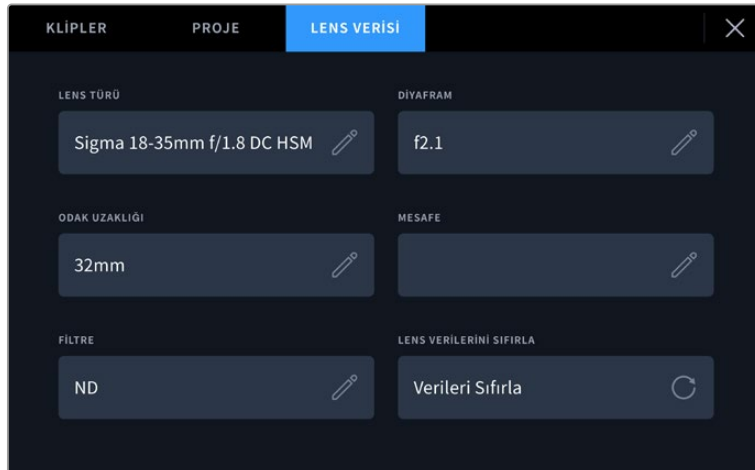 KLİPLER PROJE LENS VERİSİ
LENS TÜRÜ DİYAFRAM
Sigma 18-35mm f/1.8 DC HSM f2.1
ODAK UZAKLIĞI MESAFE
32mm
FİLTRE LENS VERİLERİNİ SIFIRLA
ND Verileri Sıfırla